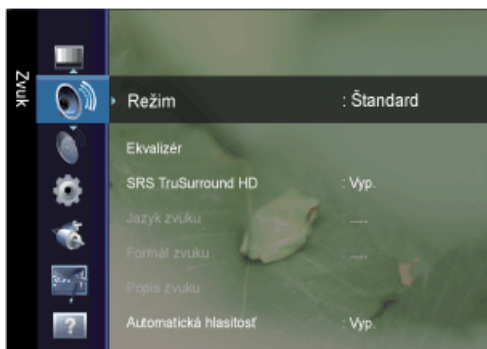 Zvuk
Režim : Štandard
Ekvalizér
SRS TruSurround HD : Vyp.
Jazyk zvuku : ----
Formát zvuku : ----
Popis zvuku
Automatická hlasitosť : Vyp.
?